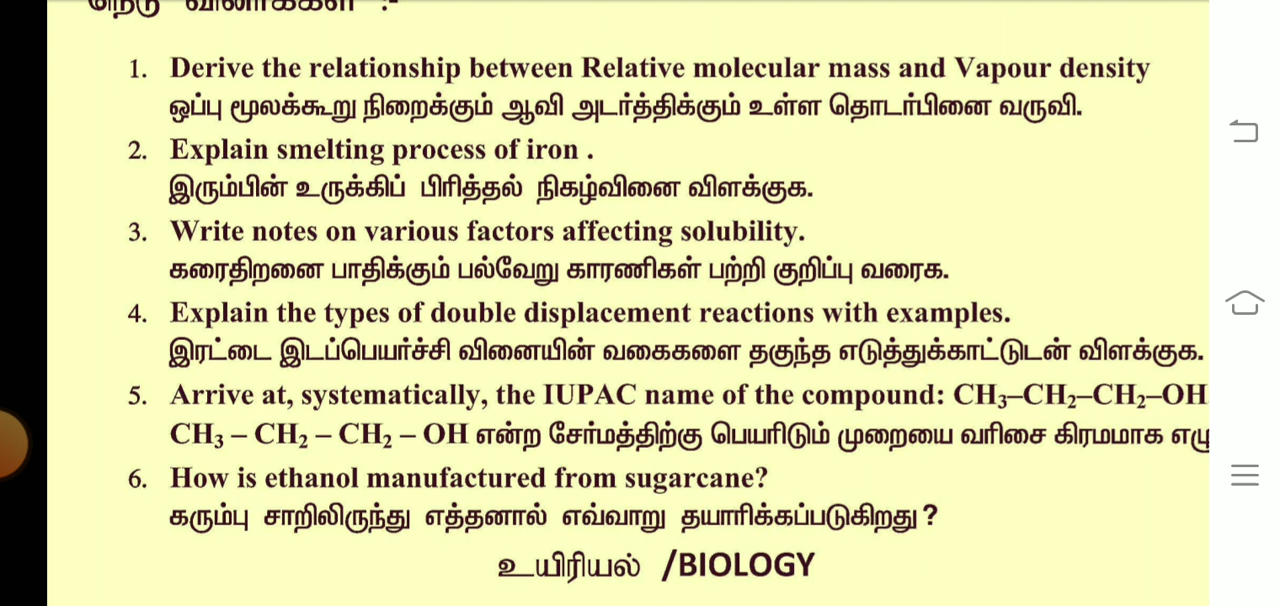 நெடு வினாக்கள் :-
1. Derive the relationship between Relative molecular mass and Vapour density
ஒப்பு மூலக்கூறு நிறைக்கும் ஆவி அடர்த்திக்கும் உள்ள தொடர்பினை வருவி.
2. Explain smelting process of iron .
இரும்பின் உருக்கிப் பிரித்தல் நிகழ்வினை விளக்குக.
3. Write notes on various factors affecting solubility.
கரைதிறனை பாதிக்கும் பல்வேறு காரணிகள் பற்றி குறிப்பு வரைக.
4. Explain the types of double displacement reactions with examples.
இரட்டை இடப்பெயர்ச்சி வினையின் வகைகளை தகுந்த எடுத்துக்காட்டுடன் விளக்குக.
5. Arrive at, systematically, the IUPAC name of the compound: CH₃–CH₂–CH₂–OH
CH₃ – CH₂ – CH₂ – OH என்ற சேர்மத்திற்கு பெயரிடும் முறையை வரிசை கிரமமாக
6. How is ethanol manufactured from sugarcane?
கரும்பு சாறிலிருந்து எத்தனால் எவ்வாறு தயாரிக்கப்படுகிறது ?
உயிரியல் /BIOLOGY